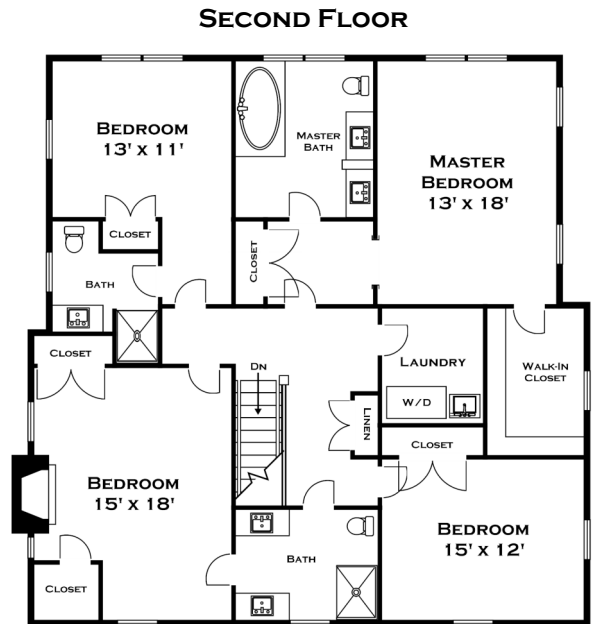 Second Floor
Bedroom
13' x 11'
Master
Bath
Master
Bedroom
13' x 18'
Closet
Closet
Bath
Closet
Dn
Laundry
W/D
Walk-In
Closet
Linen
Closet
Bedroom
15' x 18'
Bedroom
15' x 12'
Bath
Closet